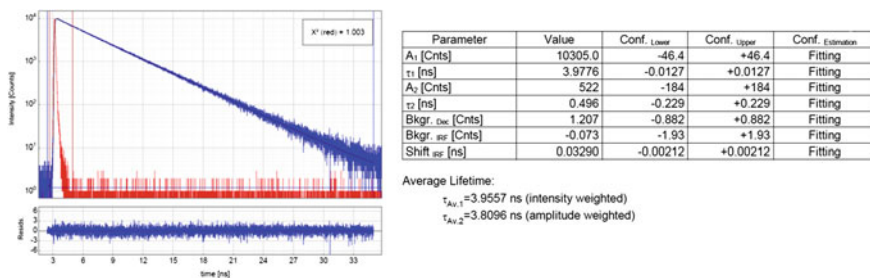 10⁴
10³
10²
10¹
10⁰
Intensity [Counts]
X² (red) = 1.003
6
3
0
-3
-6
Resids.
3 6 9 12 15 18 21 24 27 30 33
time [ns]
Parameter Value Conf. Lower Conf. Upper Conf. Estimation
A₁ [Cnts] 10305.0 -46.4 +46.4 Fitting
τ₁ [ns] 3.9776 -0.0127 +0.0127 Fitting
A₂ [Cnts] 522 -184 +184 Fitting
τ₂ [ns] 0.496 -0.229 +0.229 Fitting
Bkgr. Dec [Cnts] 1.207 -0.882 +0.882 Fitting
Bkgr. IRF [Cnts] -0.073 -1.93 +1.93 Fitting
Shift IRF [ns] 0.03290 -0.00212 +0.00212 Fitting
Average Lifetime:
τAv.1=3.9557 ns (intensity weighted)
τAv.2=3.8096 ns (amplitude weighted)